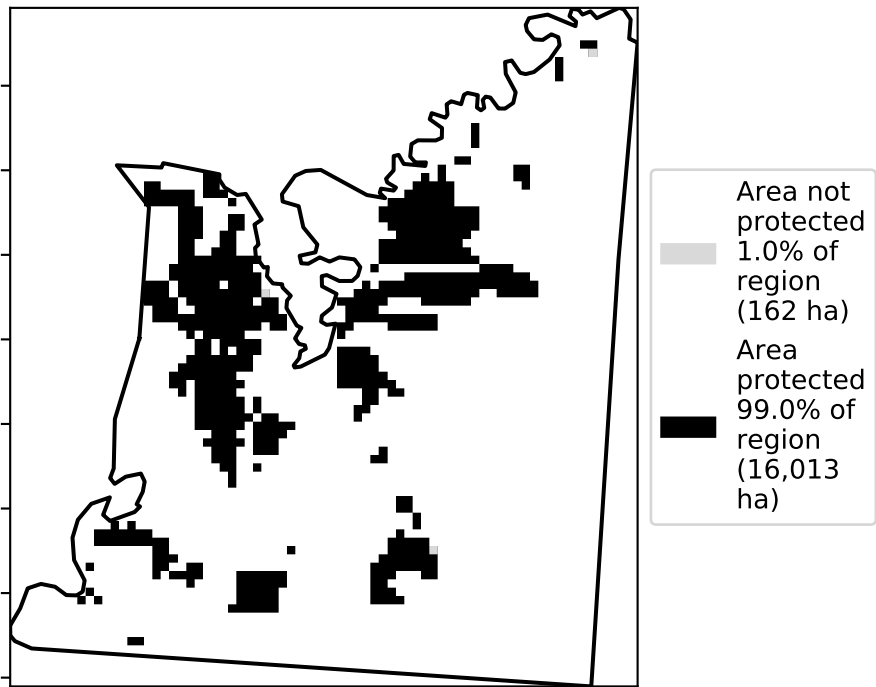 Area not
protected
1.0% of
region
(162 ha)
Area
protected
99.0% of
region
(16,013
ha)